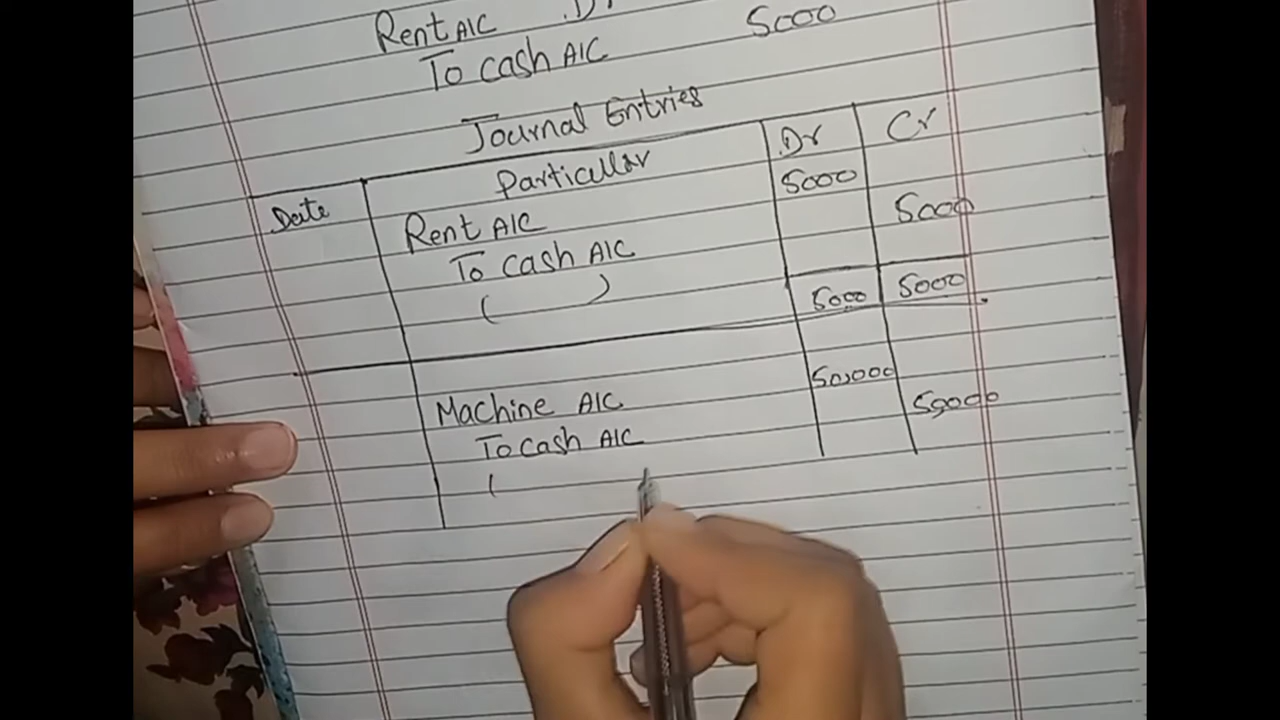 Rent A/C .Dr
To cash A/C 5000
Journal Entries
Date Particular .Dr Cr
Rent A/C 5000
To cash A/C 5000
( )
5000 5000
Machine A/C 50,000
To cash A/C 50000
(